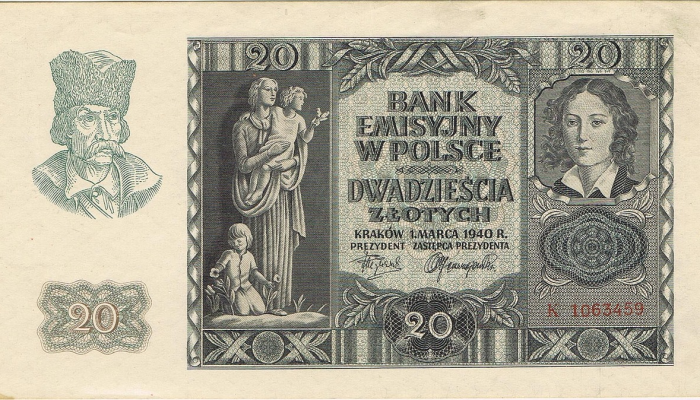 20
20
BANK
EMISYJNY
W POLSCE
DWADZIEŚCIA
ZŁOTYCH
KRAKÓW 1. MARCA 1940 R.
PREZYDENT ZASTĘPCA PREZYDENTA
K 1063459
20
20